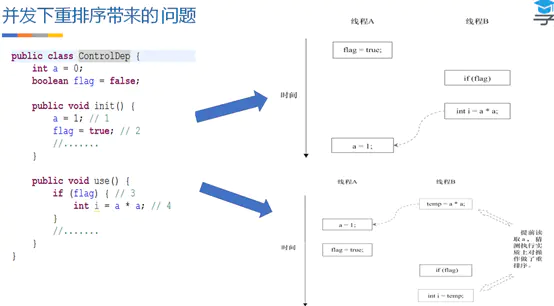 并发下重排序带来的问题
学
public class ControlDep {
int a = 0;
boolean flag = false;
public void init() {
a = 1; // 1
flag = true; // 2
//.......
}
public void use() {
if (flag) { // 3
int i = a * a; // 4
}
//.......
}
线程A
线程B
flag = true;
if (flag)
时间
int i = a * a;
a = 1;
线程A
线程B
temp = a * a;
a = 1;
flag = true;
时间
提前读
取a，猜
测执行实
质上对操
作做了重
排序。
if (flag)
int i = temp;